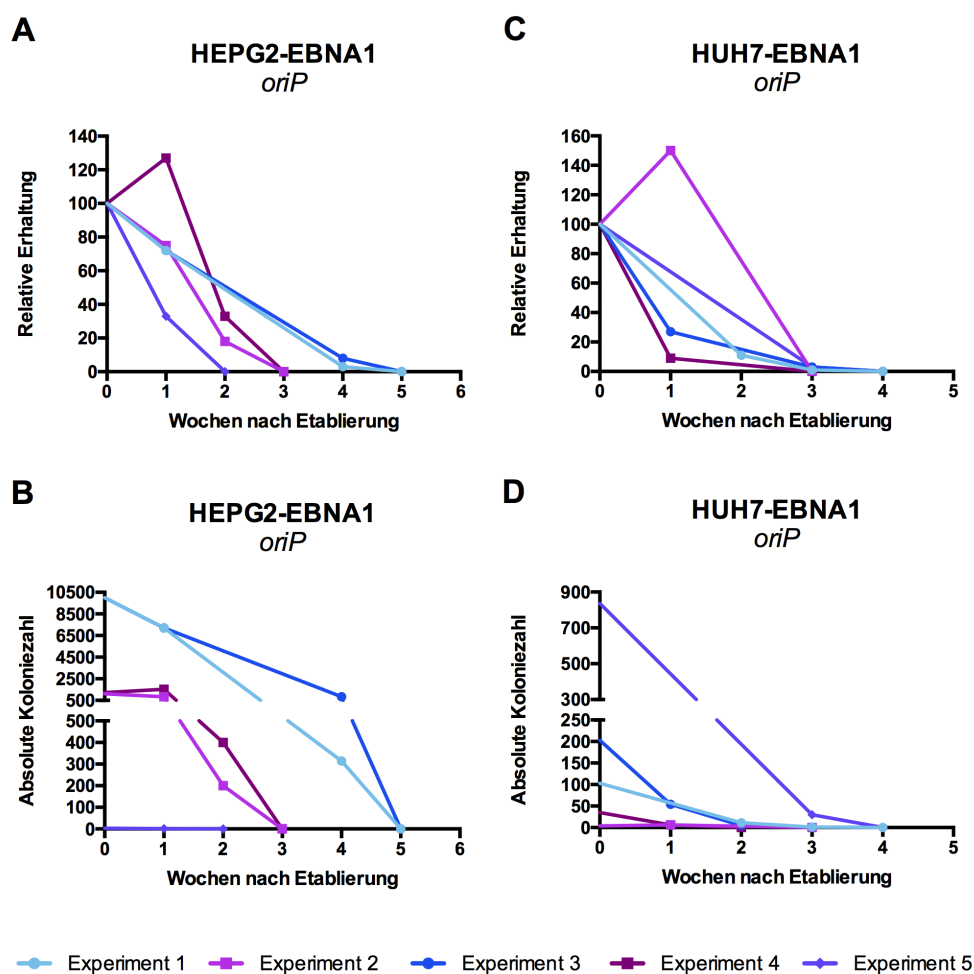 A
HEPG2-EBNA1
oriP
140
120
100
80
60
40
20
0
Relative Erhaltung
0 1 2 3 4 5 6
Wochen nach Etablierung
C
HUH7-EBNA1
oriP
160
140
120
100
80
60
40
20
0
Relative Erhaltung
0 1 2 3 4 5
Wochen nach Etablierung
B
HEPG2-EBNA1
oriP
10500
8500
6500
4500
2500
500
500
400
300
200
100
0
Absolute Koloniezahl
0 1 2 3 4 5 6
Wochen nach Etablierung
D
HUH7-EBNA1
oriP
900
700
500
300
250
200
150
100
50
0
Absolute Koloniezahl
0 1 2 3 4 5
Wochen nach Etablierung
Experiment 1 Experiment 2 Experiment 3 Experiment 4 Experiment 5